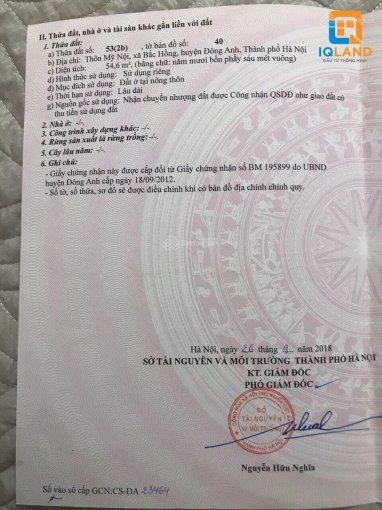 IQLAND
ĐẦU TƯ THÔNG MINH
II. Thửa đất, nhà ở và tài sản khác gắn liền với đất
1. Thửa đất:
a) Thửa đất số: 53(2b) , tờ bản đồ số: 40
b) Địa chỉ: Thôn Mỹ Nội, xã Bắc Hồng, huyện Đông Anh, Thành phố Hà Nội
c) Diện tích: 54,6 m², (bằng chữ: năm mươi bốn phẩy sáu mét vuông)
d) Hình thức sử dụng: Sử dụng riêng
đ) Mục đích sử dụng: Đất ở tại nông thôn
e) Thời hạn sử dụng: Lâu dài
g) Nguồn gốc sử dụng: Nhận chuyển nhượng đất được Công nhận QSDĐ như giao đất có
thu tiền sử dụng đất
2. Nhà ở: -/-
3. Công trình xây dựng khác: -/-
4. Rừng sản xuất là rừng trồng: -/-
5. Cây lâu năm: -/-
6. Ghi chú:
- Giấy chứng nhận này được cấp đổi từ Giấy chứng nhận số BM 195899 do UBND
huyện Đông Anh cấp ngày 18/09/2012.
- Số tờ, số thửa, sơ đồ sẽ được điều chỉnh khi có bản đồ địa chính chính quy.
Hà Nội, ngày 26 tháng năm 2018
SỞ TÀI NGUYÊN VÀ MÔI TRƯỜNG THÀNH PHỐ HÀ NỘI
KT. GIÁM ĐỐC
PHÓ GIÁM ĐỐC
SỞ
TÀI NGUYÊN
VÀ MÔI TRƯỜNG
Nguyễn Hữu Nghĩa
Số vào sổ cấp GCN:CS-DA 23464